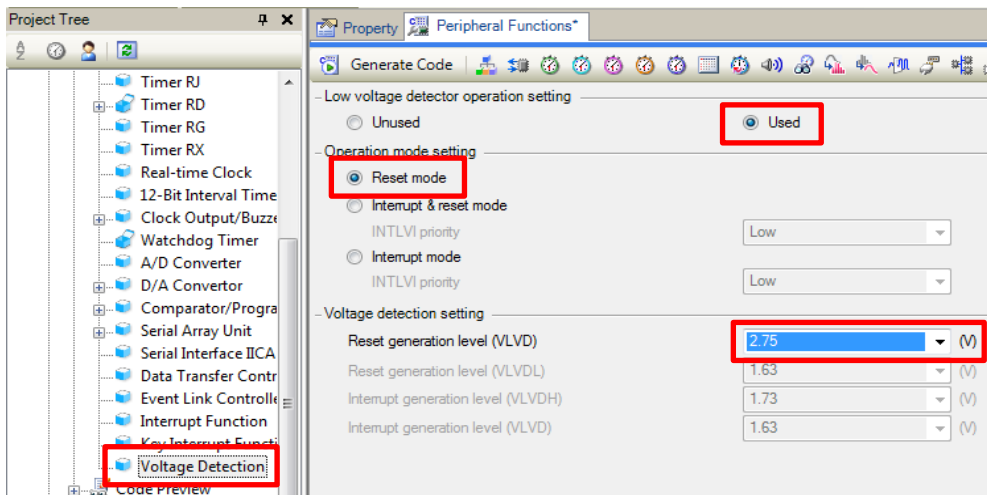 Project Tree
Timer RJ
Timer RD
Timer RG
Timer RX
Real-time Clock
12-Bit Interval Time
Clock Output/Buzze
Watchdog Timer
A/D Converter
D/A Convertor
Comparator/Progra
Serial Array Unit
Serial Interface IICA
Data Transfer Contr
Event Link Controlle
Interrupt Function
Key Interrupt Functi
Voltage Detection
Code Preview
Property
Peripheral Functions*
Generate Code
Low voltage detector operation setting
Unused
Used
Operation mode setting
Reset mode
Interrupt & reset mode
INTLVI priority Low
Interrupt mode
INTLVI priority Low
Voltage detection setting
Reset generation level (VLVD) 2.75 (V)
Reset generation level (VLVDL) 1.63 (V)
Interrupt generation level (VLVDH) 1.73 (V)
Interrupt generation level (VLVD) 1.63 (V)